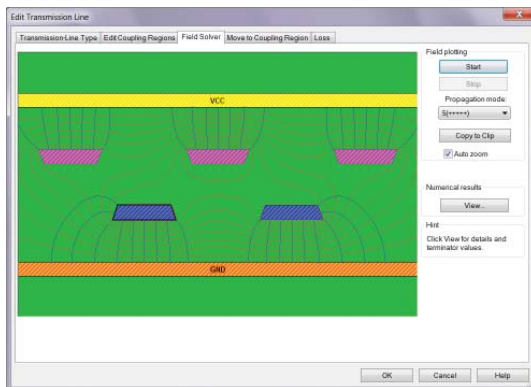 Edit Transmission Line
Transmission-Line Type
Edit Coupling Regions
Field Solver
Move to Coupling Region
Loss
VCC
GND
Field plotting
Start
Stop
Propagation mode:
S(+++++)
Copy to Clip
Auto zoom
Numerical results
View...
Hint
Click View for details and
terminator values.
OK
Cancel
Help